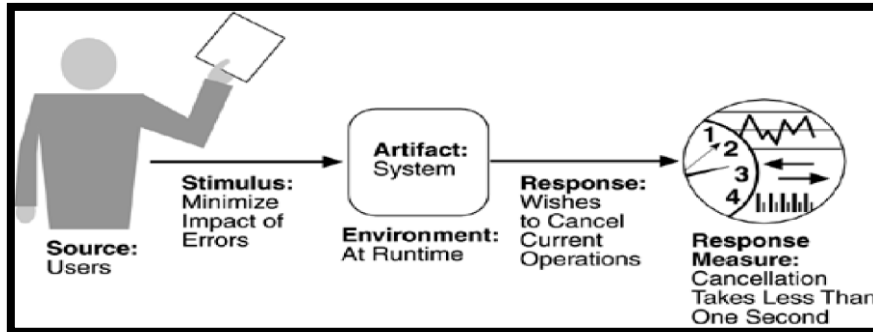 Source:
Users
Stimulus:
Minimize
Impact of
Errors
Artifact:
System
Environment:
At Runtime
Response:
Wishes
to Cancel
Current
Operations
1
2
3
4
Response
Measure:
Cancellation
Takes Less Than
One Second